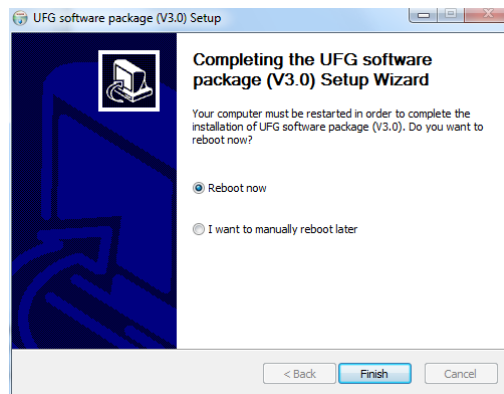 UFG software package (V3.0) Setup
Completing the UFG software
package (V3.0) Setup Wizard
Your computer must be restarted in order to complete the
installation of UFG software package (V3.0). Do you want to
reboot now?
Reboot now
I want to manually reboot later
< Back
Finish
Cancel